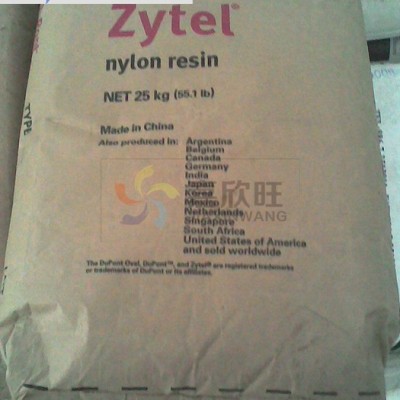 Zytel®
nylon resin
NET 25 kg (55.1 lb)
TYPE
Made in China
Also produced in: Argentina
Belgium
Canada
Germany
India
Japan
Korea
Mexico
Netherlands
Singapore
South Africa
United States of America
and sold worldwide
欣旺
The DuPont Oval, DuPont™, and Zytel® are registered trademarks
or trademarks of DuPont or its affiliates.